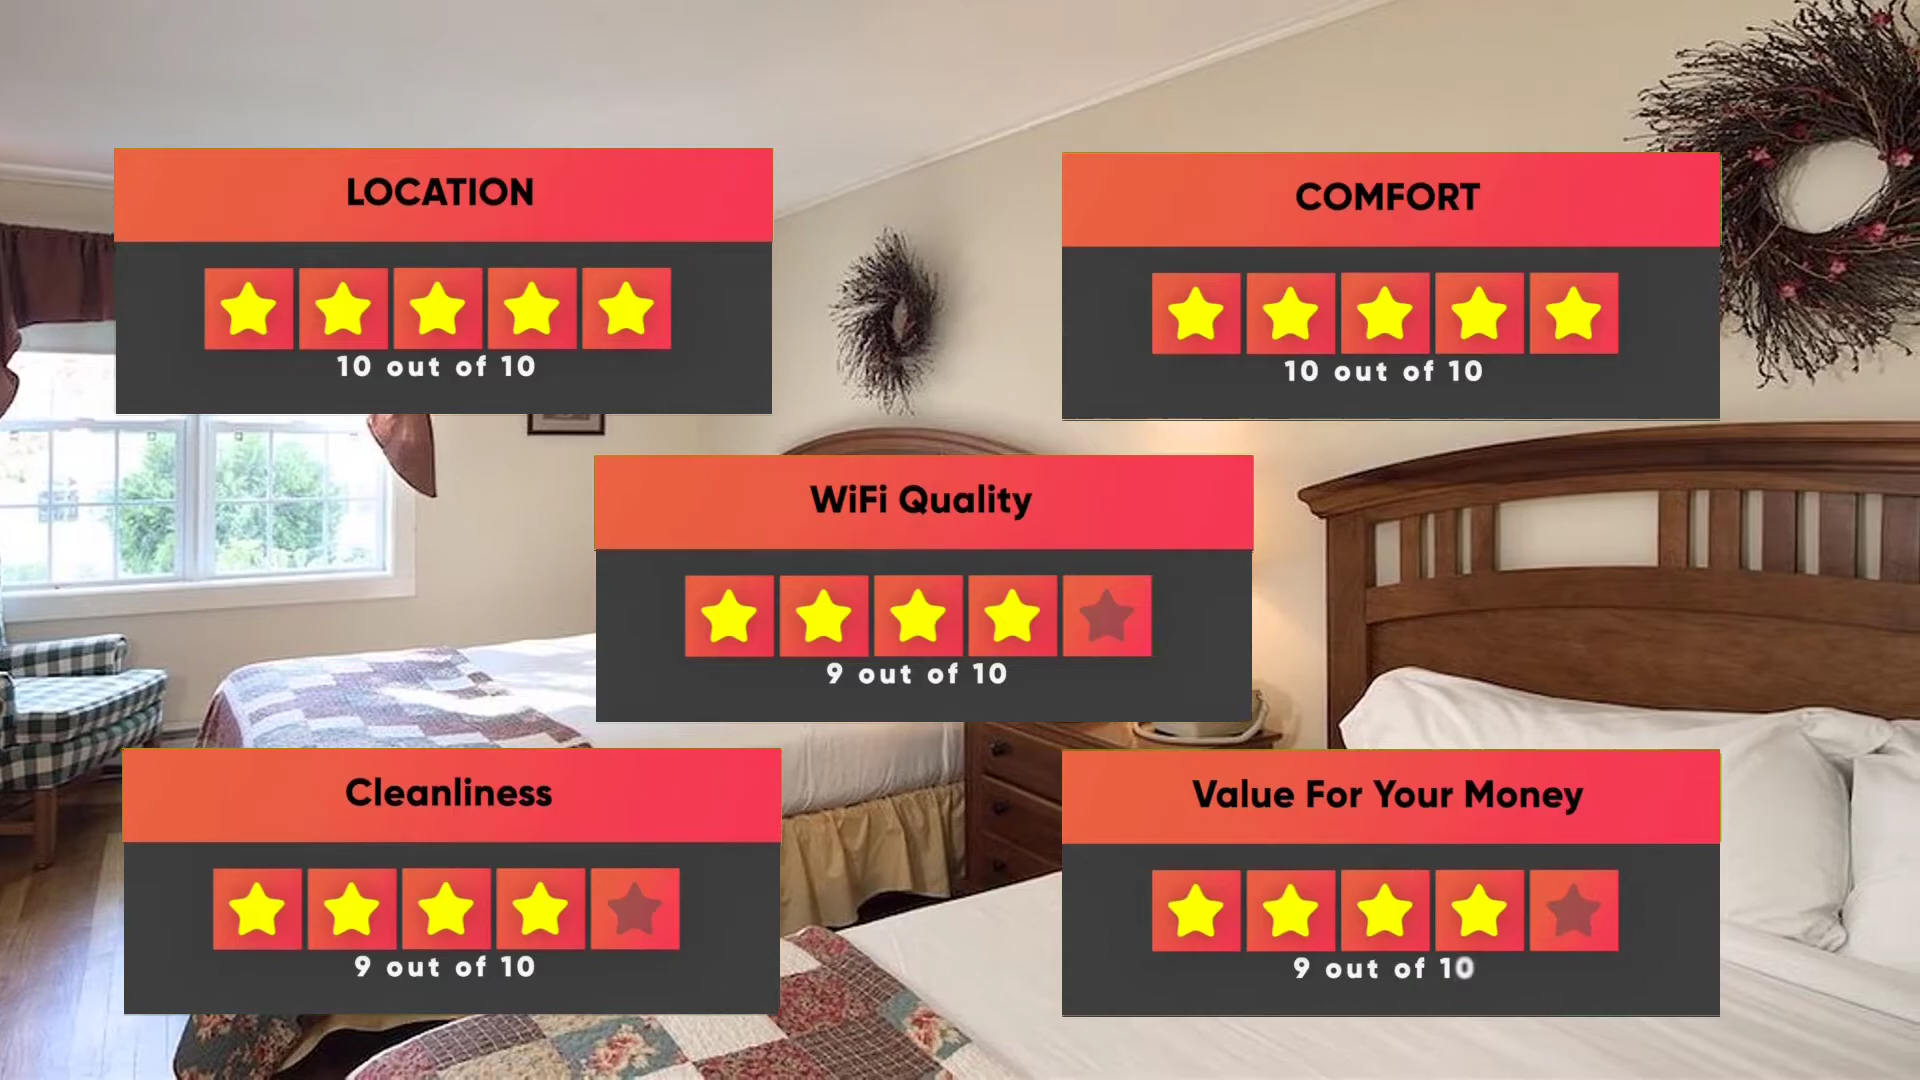 LOCATION
10 out of 10
COMFORT
10 out of 10
WiFi Quality
9 out of 10
Cleanliness
9 out of 10
Value For Your Money
9 out of 10